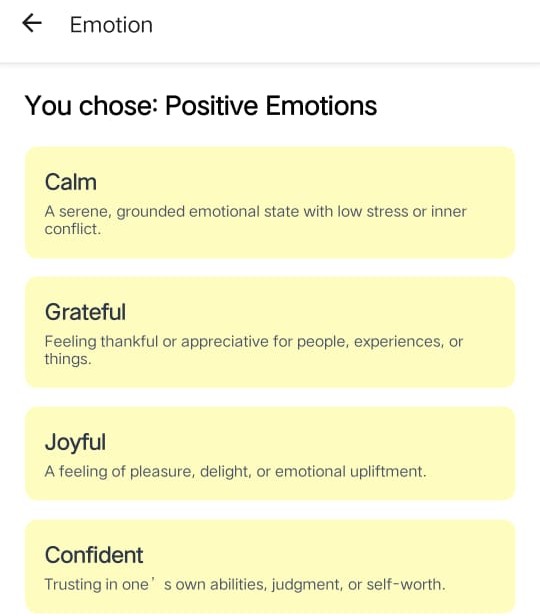 Emotion
You chose: Positive Emotions
Calm
A serene, grounded emotional state with low stress or inner
conflict.
Grateful
Feeling thankful or appreciative for people, experiences, or
things.
Joyful
A feeling of pleasure, delight, or emotional upliftment.
Confident
Trusting in one’s own abilities, judgment, or self-worth.